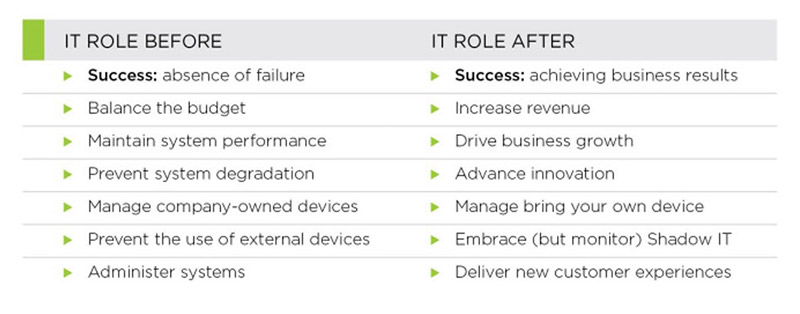 IT ROLE BEFORE IT ROLE AFTER
Success: absence of failure Success: achieving business results
Balance the budget Increase revenue
Maintain system performance Drive business growth
Prevent system degradation Advance innovation
Manage company-owned devices Manage bring your own device
Prevent the use of external devices Embrace (but monitor) Shadow IT
Administer systems Deliver new customer experiences